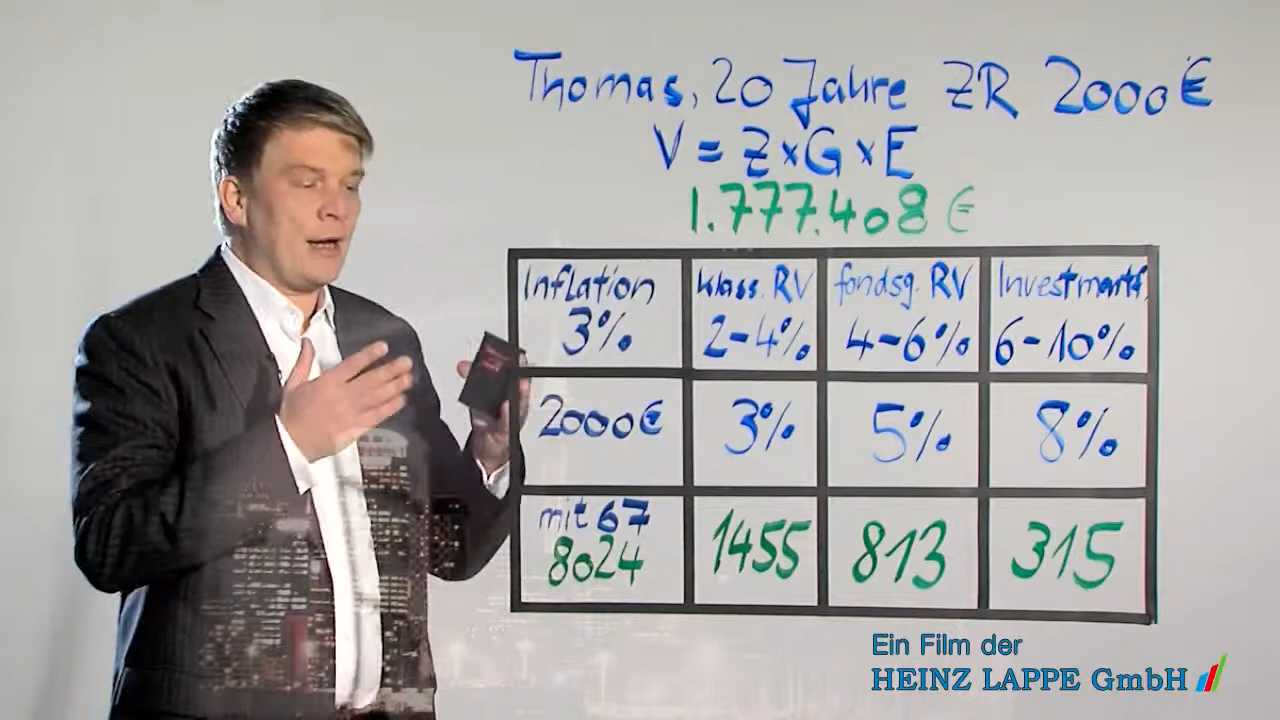 Thomas, 20 Jahre ZR 2000€
V = Z×G×E
1.777.408 €
Inflation klass. RV fondsg. RV Investmentf.
3% 2-4% 4-6% 6-10%
2000€ 3% 5% 8%
mit 67
8024 1455 813 315
Ein Film der
HEINZ LAPPE GmbH